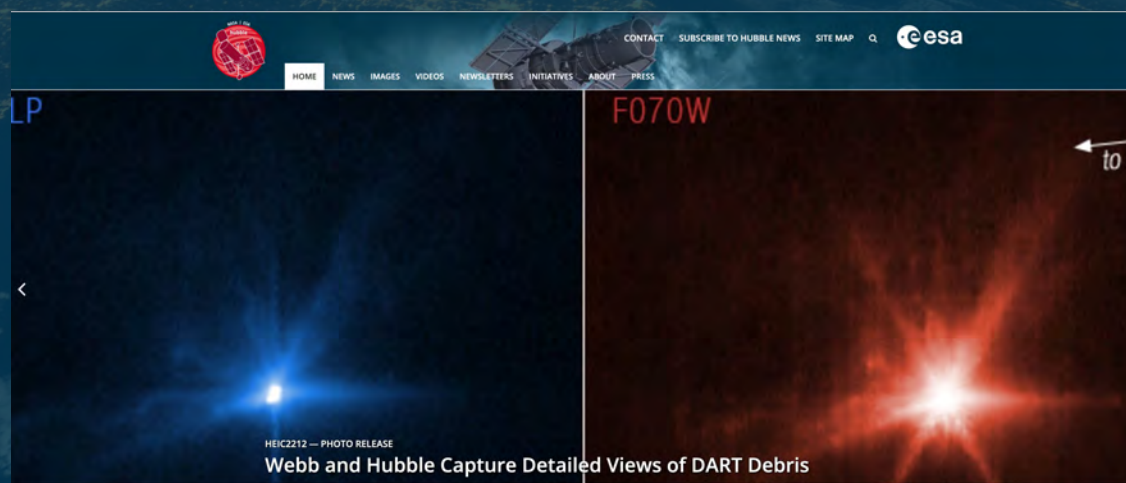 CONTACT SUBSCRIBE TO HUBBLE NEWS SITE MAP
esa
hubble
HOME NEWS IMAGES VIDEOS NEWSLETTERS INITIATIVES ABOUT PRESS
LP
F070W
to
HEIC2212 — PHOTO RELEASE
Webb and Hubble Capture Detailed Views of DART Debris